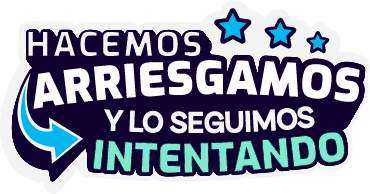 HACEMOS
ARRIESGAMOS
Y LO SEGUIMOS
INTENTANDO